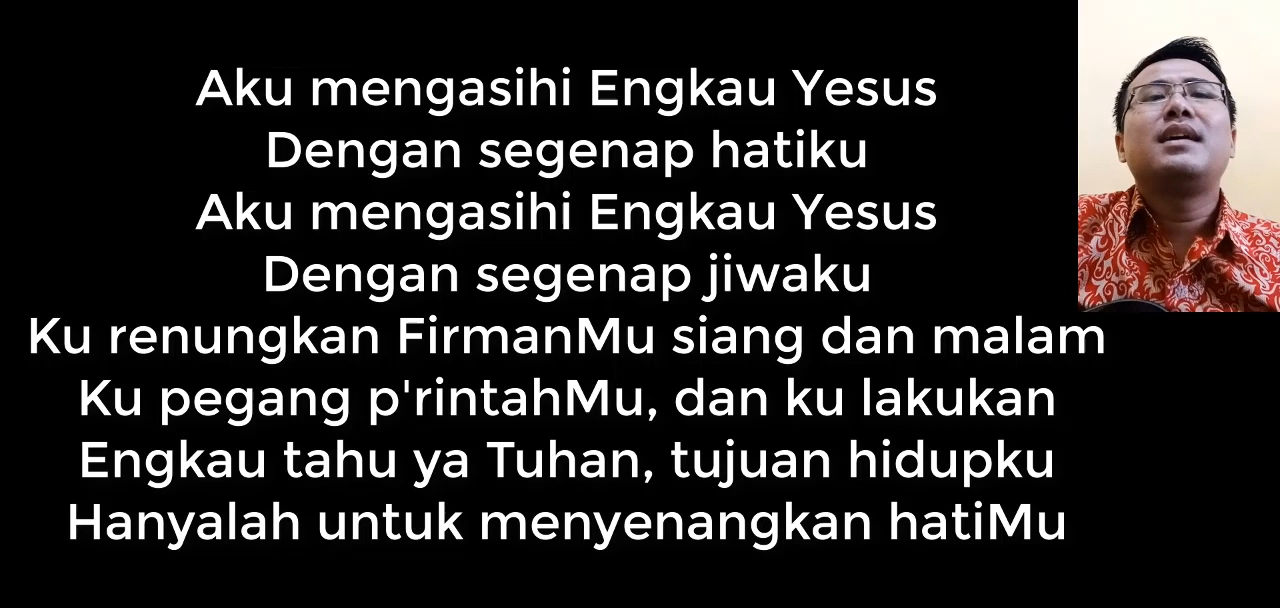 Aku mengasihi Engkau Yesus
Dengan segenap hatiku
Aku mengasihi Engkau Yesus
Dengan segenap jiwaku
Ku renungkan FirmanMu siang dan malam
Ku pegang p'rintahMu, dan ku lakukan
Engkau tahu ya Tuhan, tujuan hidupku
Hanyalah untuk menyenangkan hatiMu